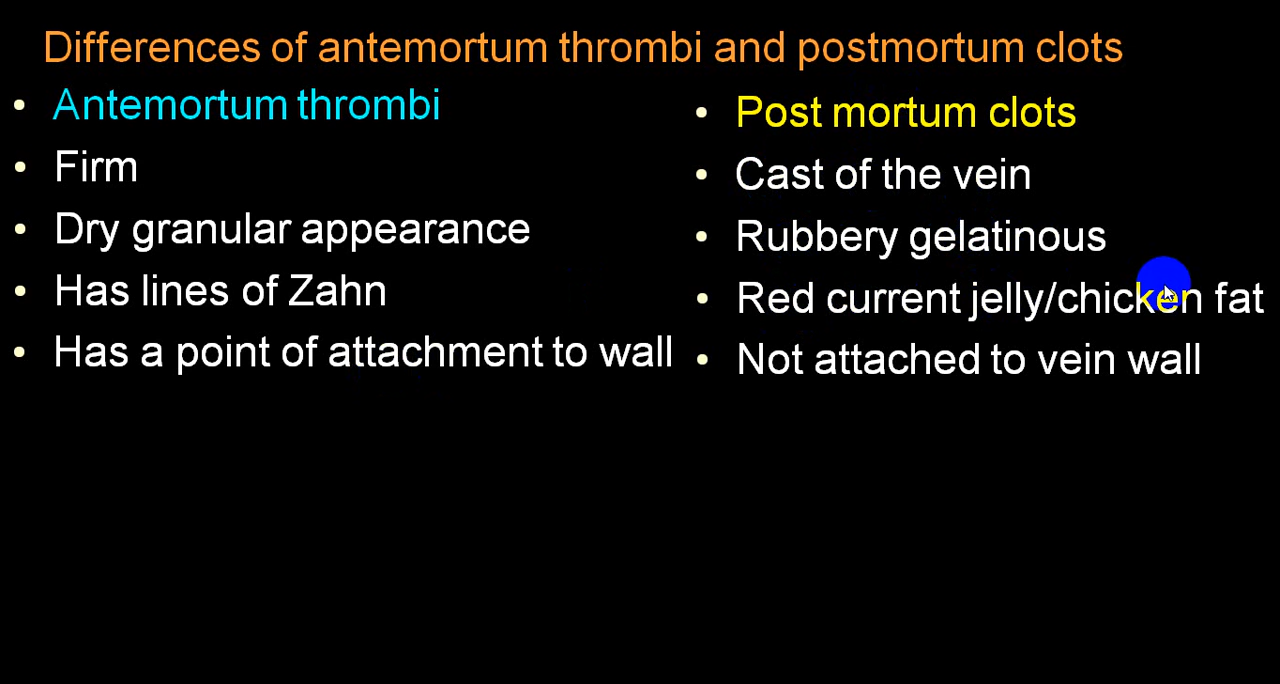 Differences of antemortum thrombi and postmortum clots
• Antemortum thrombi
• Firm
• Dry granular appearance
• Has lines of Zahn
• Has a point of attachment to wall
• Post mortum clots
• Cast of the vein
• Rubbery gelatinous
• Red current jelly/chicken fat
• Not attached to vein wall